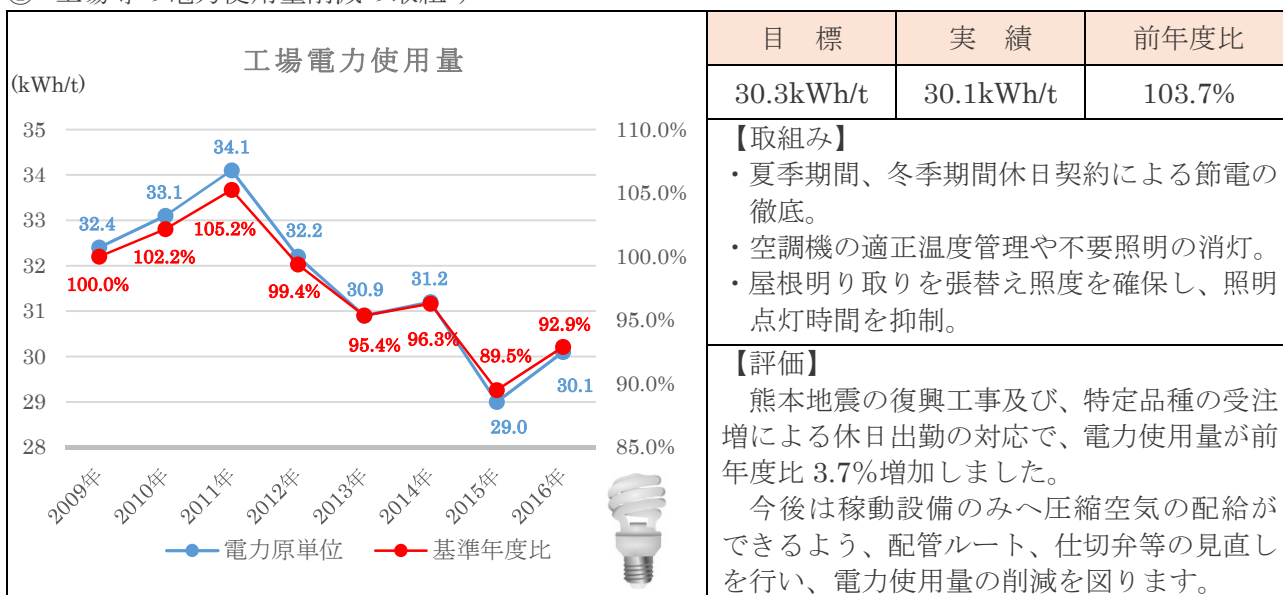 工場電力使用量
(kWh/t)
35
34
33
32
31
30
29
28
110.0%
105.0%
100.0%
95.0%
90.0%
85.0%
32.4
33.1
34.1
32.2
30.9
31.2
29.0
30.1
100.0%
102.2%
105.2%
99.4%
95.4%
96.3%
89.5%
92.9%
2009年
2010年
2011年
2012年
2013年
2014年
2015年
2016年
電力原単位
基準年度比
目 標 実 績 前年度比
30.3kWh/t 30.1kWh/t 103.7%
【取組み】
・夏季期間、冬季期間休日契約による節電の
徹底。
・空調機の適正温度管理や不要照明の消灯。
・屋根明り取りを張替え照度を確保し、照明
点灯時間を抑制。
【評価】
熊本地震の復興工事及び、特定品種の受注
増による休日出勤の対応で、電力使用量が前
年度比 3.7%増加しました。
今後は稼動設備のみへ圧縮空気の配給が
できるよう、配管ルート、仕切弁等の見直し
を行い、電力使用量の削減を図ります。